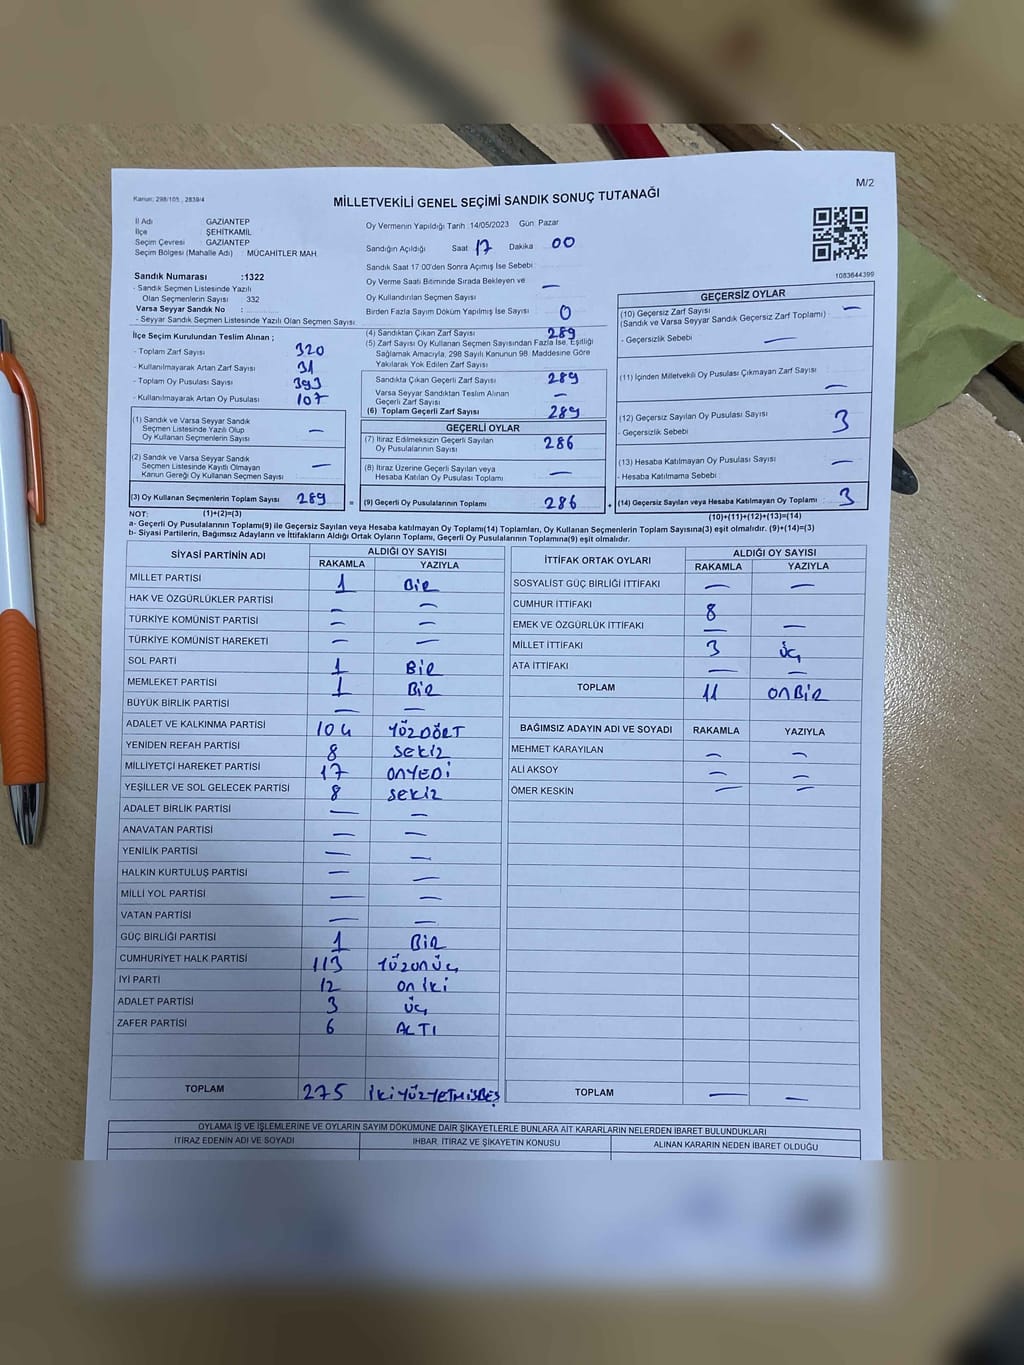 M/2
Kanun: 298/105 , 2839/4
MİLLETVEKİLİ GENEL SEÇİMİ SANDIK SONUÇ TUTANAĞI
İl Adı GAZİANTEP
İlçe ŞEHİTKAMİL
Seçim Çevresi GAZİANTEP
Seçim Bölgesi (Mahalle Adı) : MÜCAHİTLER MAH.
Sandık Numarası :1322
- Sandık Seçmen Listesinde Yazılı
Olan Seçmenlerin Sayısı : 332
Varsa Seyyar Sandık No :
- Seyyar Sandık Seçmen Listesinde Yazılı Olan Seçmen Sayısı:
Oy Vermenin Yapıldığı Tarih :14/05/2023 Gün: Pazar
Sandığın Açıldığı Saat 17 Dakika 00
Sandık Saat 17:00'den Sonra Açımış İse Sebebi :
Oy Verme Saati Bitiminde Sırada Bekleyen ve
Oy Kullandırılan Seçmen Sayısı —
Birden Fazla Sayım Döküm Yapılmış İse Sayısı : 0
1083644399
İlçe Seçim Kurulundan Teslim Alınan ;
- Toplam Zarf Sayısı 320
- Kullanılmayarak Artan Zarf Sayısı 31
- Toplam Oy Pusulası Sayısı 393
- Kullanılmayarak Artan Oy Pusulası 107
(1) Sandık ve Varsa Seyyar Sandık
Seçmen Listesinde Yazılı Olup
Oy Kullanan Seçmenlerin Sayısı —
(2) Sandık ve Varsa Seyyar Sandık
Seçmen Listesinde Kayıtlı Olmayan
Kanun Gereği Oy Kullanan Seçmen Sayısı —
(3) Oy Kullanan Seçmenlerin Toplam Sayısı 289
(4) Sandıktan Çıkan Zarf Sayısı 289
(5) Zarf Sayısı Oy Kullanan Seçmen Sayısından Fazla İse, Eşitliği
Sağlamak Amacıyla, 298 Sayılı Kanunun 98. Maddesine Göre
Yakılarak Yok Edilen Zarf Sayısı
Sandıkta Çıkan Geçerli Zarf Sayısı 289
Varsa Seyyar Sandıktan Teslim Alınan
Geçerli Zarf Sayısı —
(6) Toplam Geçerli Zarf Sayısı 289
GEÇERLİ OYLAR
(7) İtiraz Edilmeksizin Geçerli Sayılan
Oy Pusulalarının Sayısı 286
(8) İtiraz Üzerine Geçerli Sayılan veya
Hesaba Katılan Oy Pusulası Toplamı —
= (9) Geçerli Oy Pusulalarının Toplamı 286
GEÇERSİZ OYLAR
(10) Geçersiz Zarf Sayısı —
(Sandık ve Varsa Seyyar Sandık Geçersiz Zarf Toplamı)
- Geçersizlik Sebebi : —
(11) İçinden Milletvekili Oy Pusulası Çıkmayan Zarf Sayısı —
(12) Geçersiz Sayılan Oy Pusulası Sayısı 3
- Geçersizlik Sebebi :
(13) Hesaba Katılmayan Oy Pusulası Sayısı —
- Hesaba Katılmama Sebebi :
+ (14) Geçersiz Sayılan veya Hesaba Katılmayan Oy Toplamı : 3
NOT: (1)+(2)=(3) (10)+(11)+(12)+(13)=(14)
a- Geçerli Oy Pusulalarının Toplamı(9) ile Geçersiz Sayılan veya Hesaba katılmayan Oy Toplamı(14) Toplamları, Oy Kullanan Seçmenlerin Toplam Sayısına(3) eşit olmalıdır. (9)+(14)=(3)
b- Siyasi Partilerin, Bağımsız Adayların ve İttifakların Aldığı Ortak Oyların Toplamı, Geçerli Oy Pusulalarının Toplamına(9) eşit olmalıdır.
SİYASİ PARTİNİN ADI ALDIĞI OY SAYISI
RAKAMLA YAZIYLA
MİLLET PARTİSİ 1 BİR
HAK VE ÖZGÜRLÜKLER PARTİSİ — —
TÜRKİYE KOMÜNİST PARTİSİ — —
TÜRKİYE KOMÜNİST HAREKETİ — —
SOL PARTİ 1 BİR
MEMLEKET PARTİSİ 1 BİR
BÜYÜK BİRLİK PARTİSİ — —
ADALET VE KALKINMA PARTİSİ 104 YÜZDÖRT
YENİDEN REFAH PARTİSİ 8 SEKİZ
MİLLİYETÇİ HAREKET PARTİSİ 17 ONYEDİ
YEŞİLLER VE SOL GELECEK PARTİSİ 8 SEKİZ
ADALET BİRLİK PARTİSİ — —
ANAVATAN PARTİSİ — —
YENİLİK PARTİSİ — —
HALKIN KURTULUŞ PARTİSİ — —
MİLLİ YOL PARTİSİ — —
VATAN PARTİSİ — —
GÜÇ BİRLİĞİ PARTİSİ 1 BİR
CUMHURİYET HALK PARTİSİ 113 YÜZONÜÇ
İYİ PARTİ 12 ON İKİ
ADALET PARTİSİ 3 ÜÇ
ZAFER PARTİSİ 6 ALTI
TOPLAM 275 İKİYÜZYETMİŞBEŞ
İTTİFAK ORTAK OYLARI ALDIĞI OY SAYISI
RAKAMLA YAZIYLA
SOSYALİST GÜÇ BİRLİĞİ İTTİFAKI — —
CUMHUR İTTİFAKI 8
EMEK VE ÖZGÜRLÜK İTTİFAKI — —
MİLLET İTTİFAKI 3 ÜÇ
ATA İTTİFAKI — —
TOPLAM 11 ONBİR
BAĞIMSIZ ADAYIN ADI VE SOYADI RAKAMLA YAZIYLA
MEHMET KARAYILAN — —
ALİ AKSOY — —
ÖMER KESKİN — —
TOPLAM — —
OYLAMA İŞ VE İŞLEMLERİNE VE OYLARIN SAYIM DÖKÜMÜNE DAİR ŞİKAYETLERLE BUNLARA AİT KARARLARIN NELERDEN İBARET BULUNDUKLARI
İTİRAZ EDENİN ADI VE SOYADI İHBAR, İTİRAZ VE ŞİKAYETİN KONUSU ALINAN KARARIN NEDEN İBARET OLDUĞU